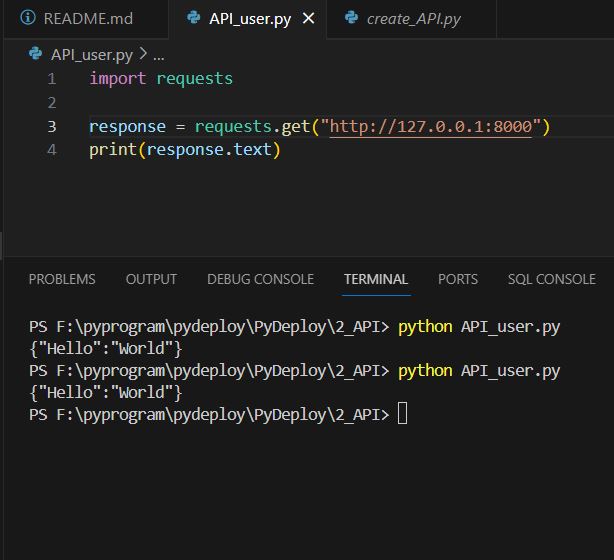 README.md API_user.py create_API.py
API_user.py > ...
1 import requests
2
3 response = requests.get("http://127.0.0.1:8000")
4 print(response.text)
PROBLEMS OUTPUT DEBUG CONSOLE TERMINAL PORTS SQL CONSOLE
PS F:\pyprogram\pydeploy\PyDeploy\2_API> python API_user.py
{"Hello":"World"}
PS F:\pyprogram\pydeploy\PyDeploy\2_API> python API_user.py
{"Hello":"World"}
PS F:\pyprogram\pydeploy\PyDeploy\2_API>